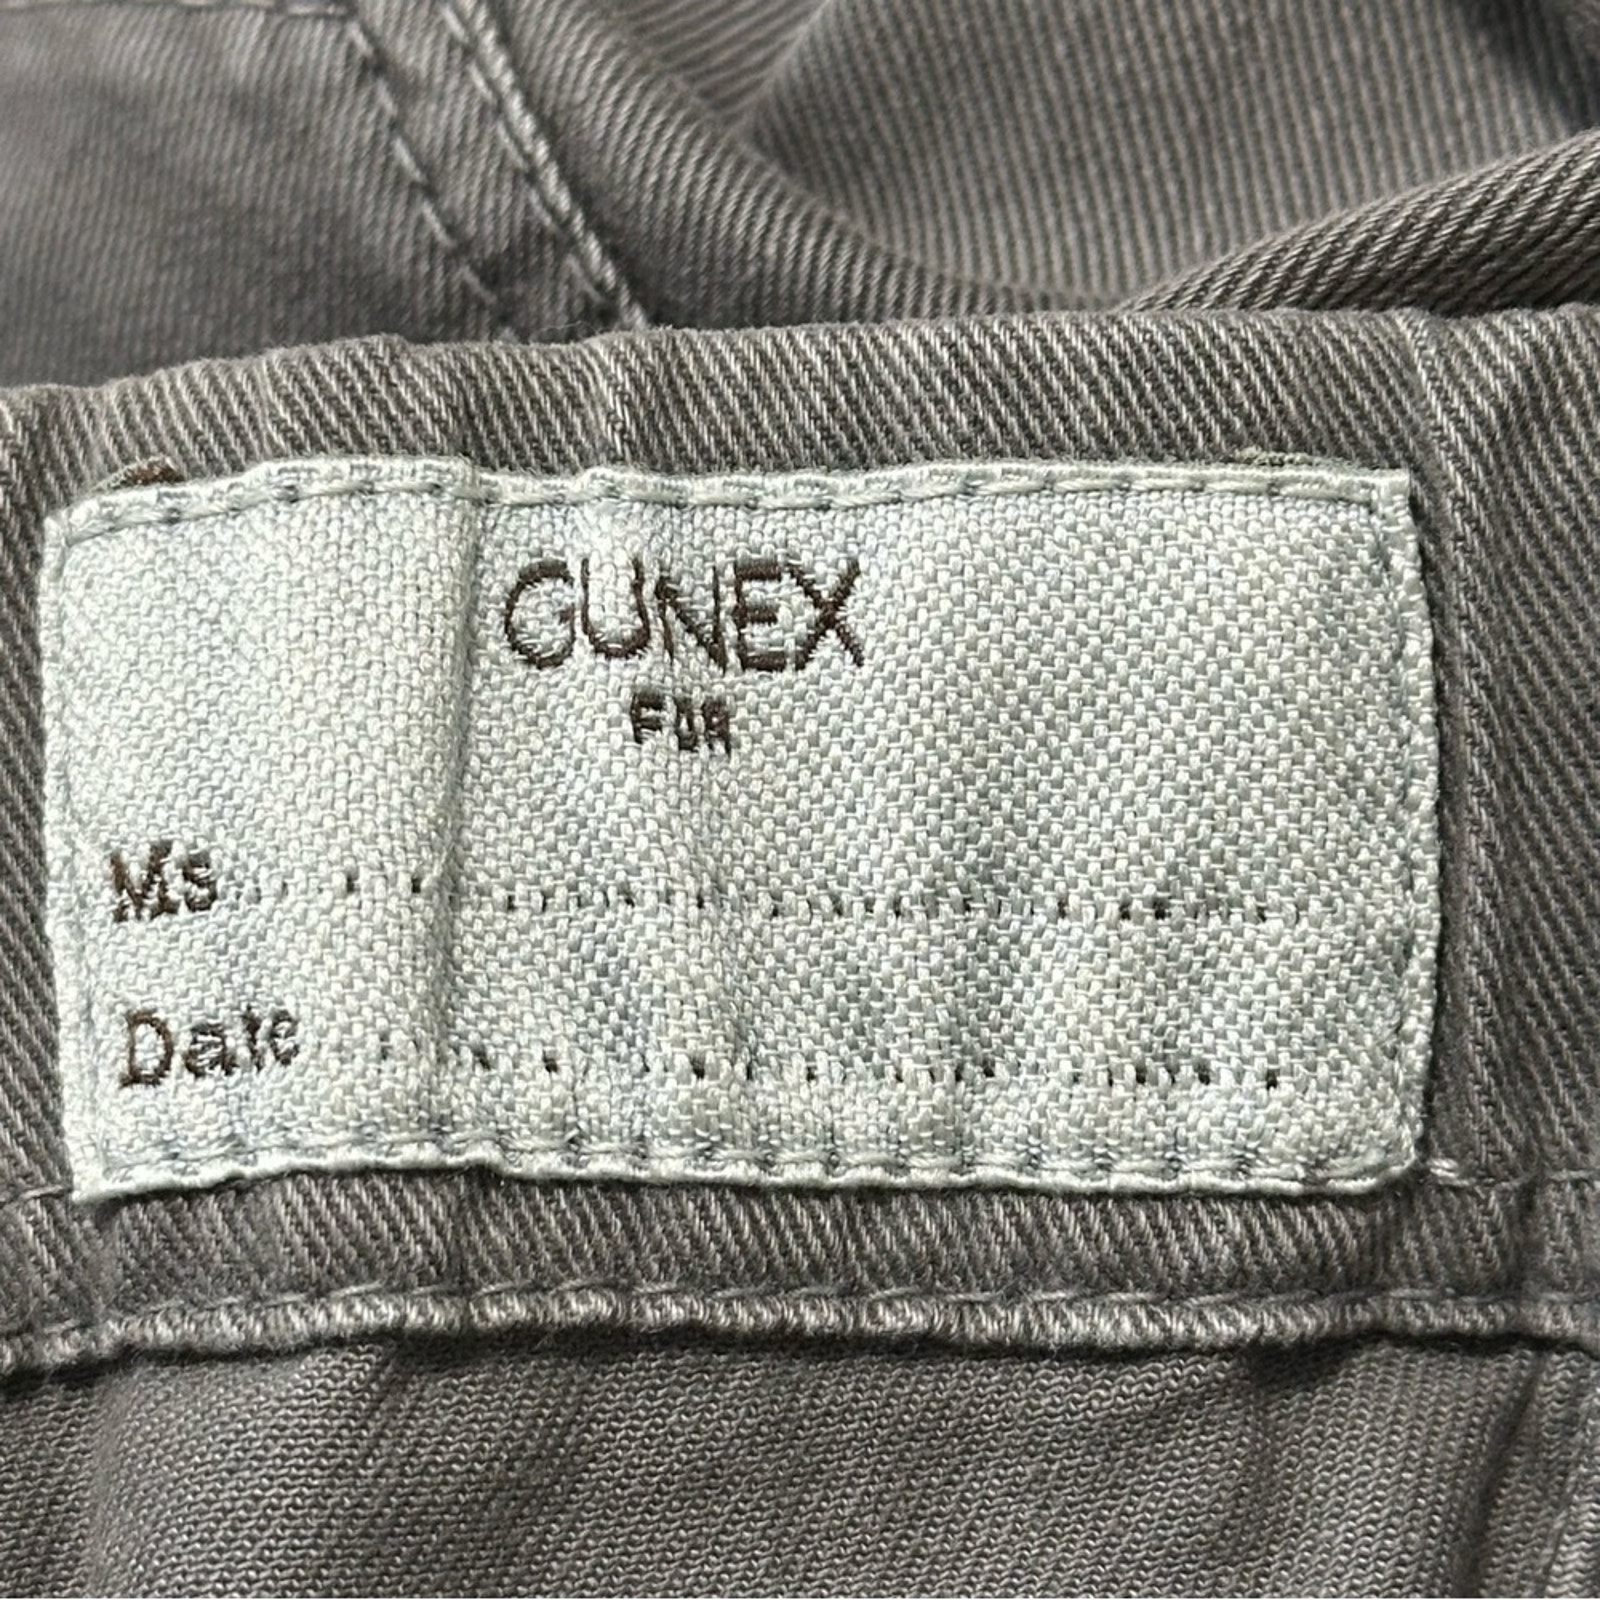 GUNEX
FOR
Ms ........................
Date ........................